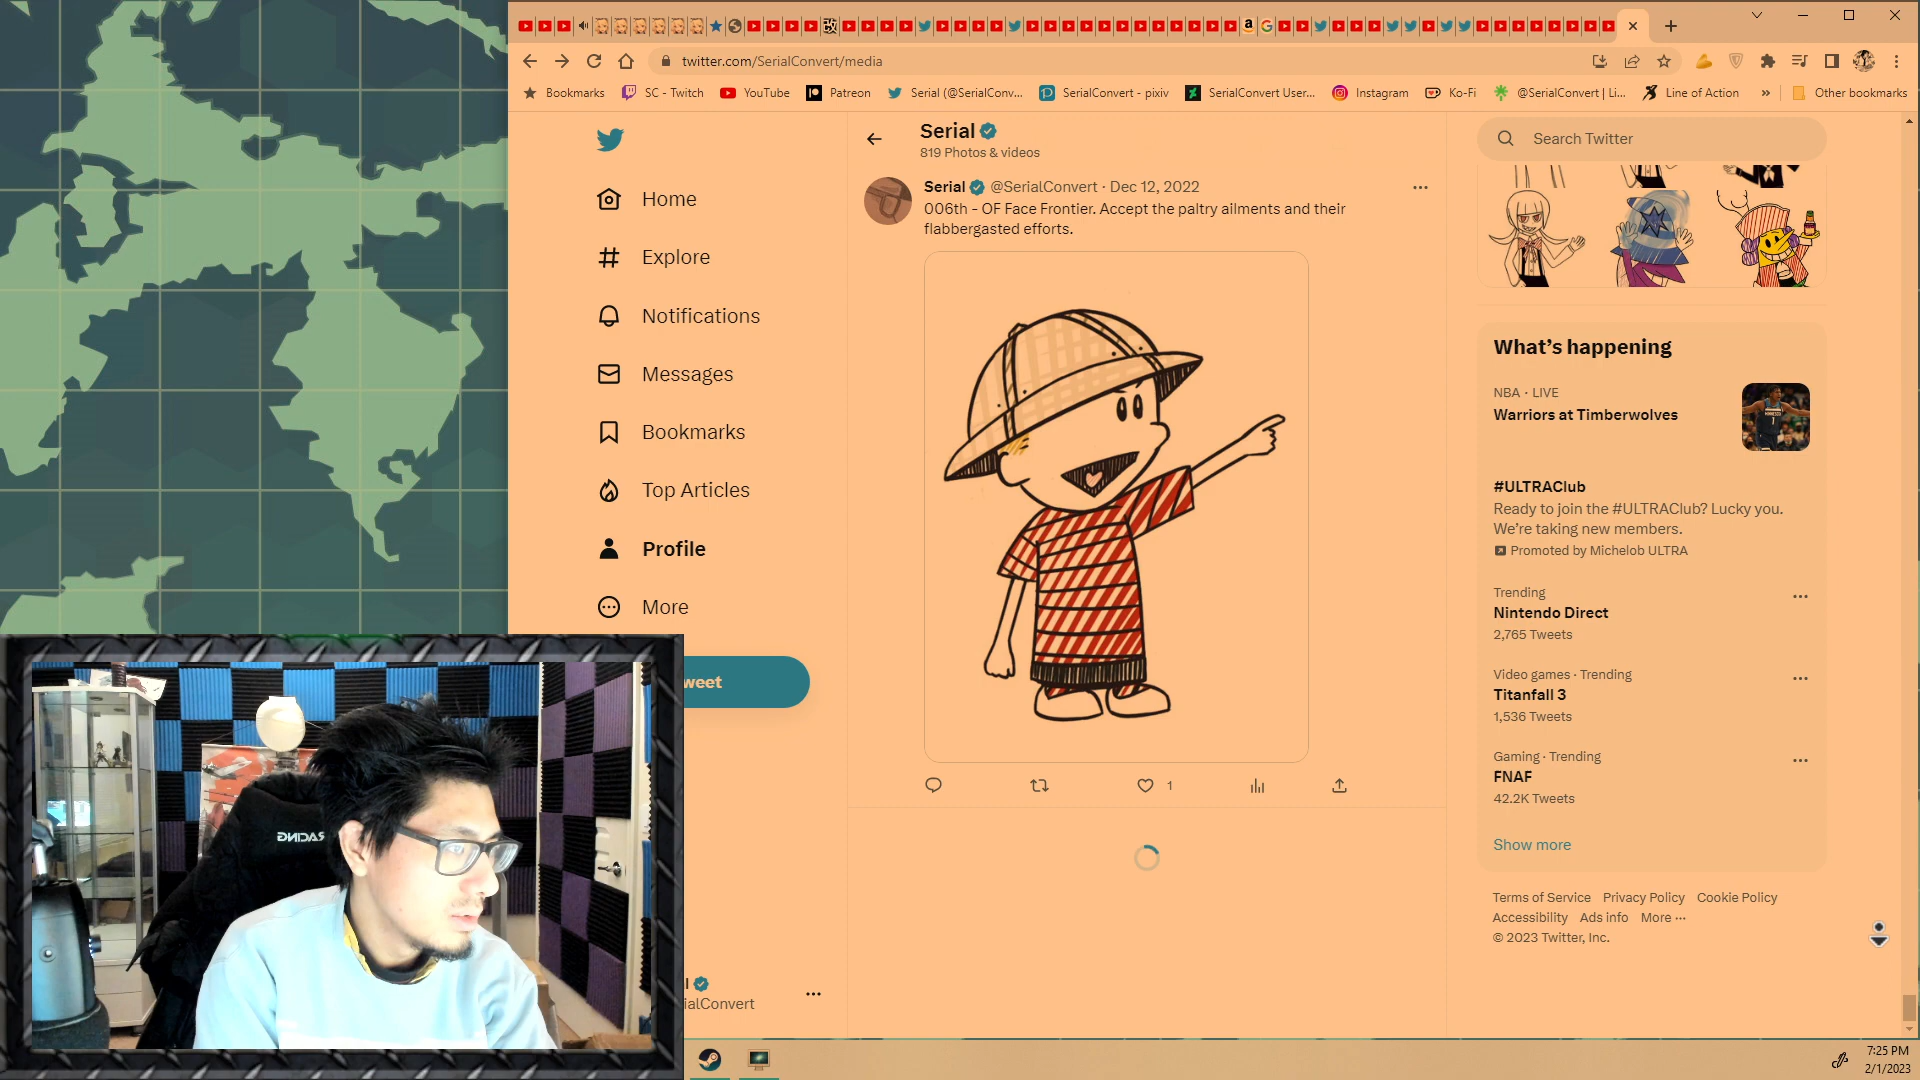 twitter.com/SerialConvert/media
Bookmarks
SC - Twitch
YouTube
Patreon
Serial (@SerialConv...
SerialConvert - pixiv
SerialConvert User...
Instagram
Ko-Fi
@SerialConvert | Li...
Line of Action
»
Other bookmarks
Home
Explore
Notifications
Messages
Bookmarks
Top Articles
Profile
More
weet
l
ialConvert
Serial
819 Photos & videos
Serial @SerialConvert · Dec 12, 2022
006th - OF Face Frontier. Accept the paltry ailments and their
flabbergasted efforts.
1
Search Twitter
What's happening
NBA · LIVE
Warriors at Timberwolves
#ULTRAClub
Ready to join the #ULTRAClub? Lucky you.
We're taking new members.
Promoted by Michelob ULTRA
Trending
Nintendo Direct
2,765 Tweets
Video games · Trending
Titanfall 3
1,536 Tweets
Gaming · Trending
FNAF
42.2K Tweets
Show more
Terms of Service Privacy Policy Cookie Policy
Accessibility Ads info More ···
© 2023 Twitter, Inc.
RACING
7:25 PM
2/1/2023